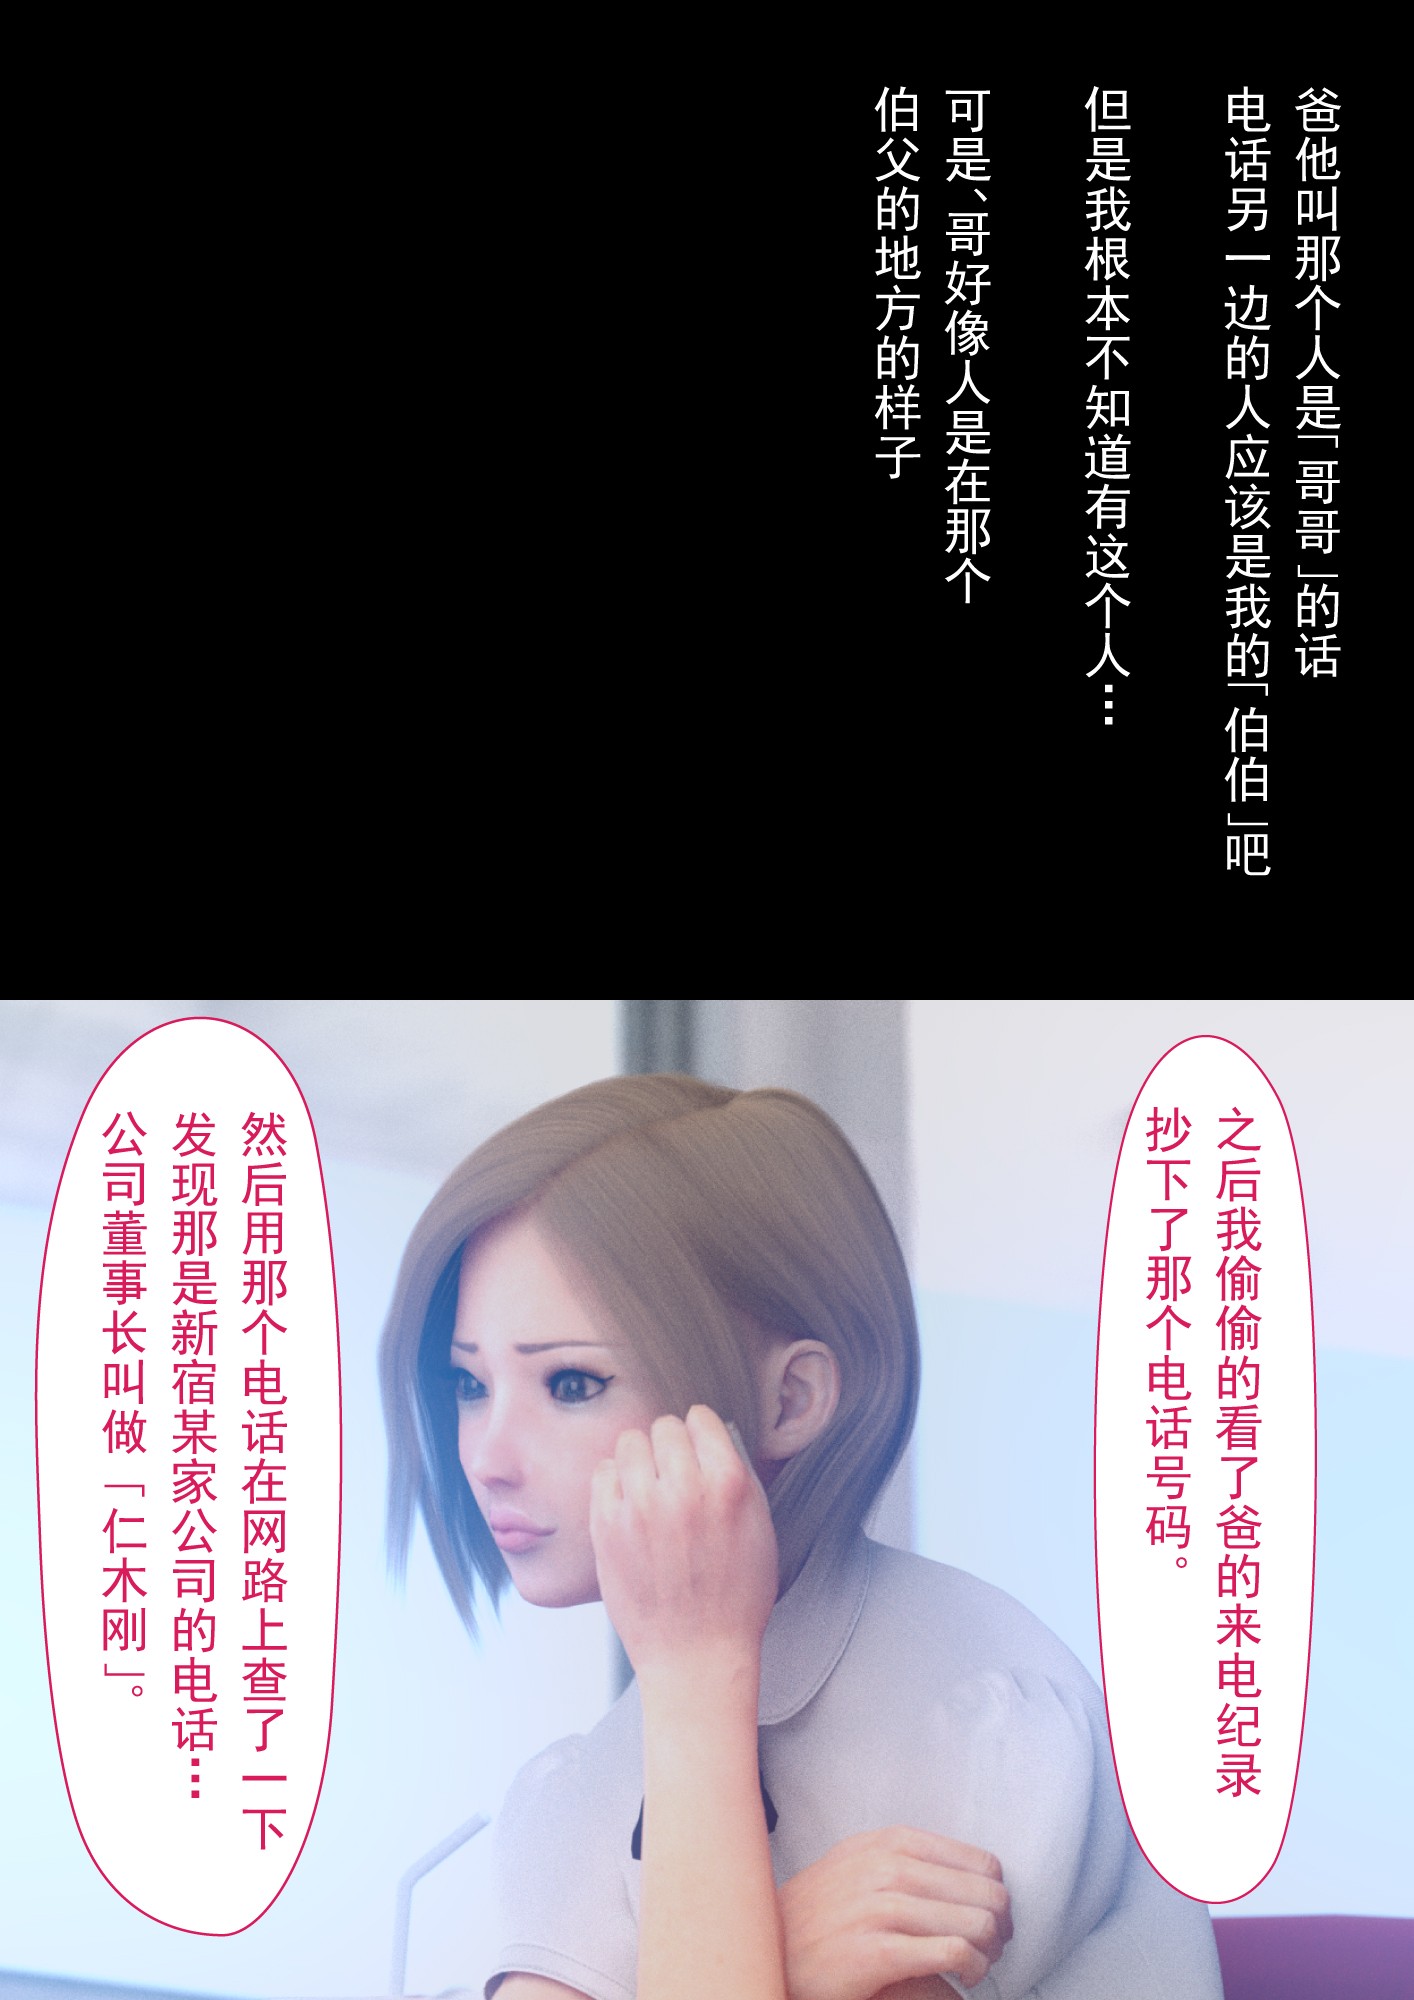 爸他叫那个人是「哥哥」的话
电话另一边的人应该是我的「伯伯」吧
但是我根本不知道有这个人…
可是、哥好像人是在那个
伯父的地方的样子
之后我偷偷的看了爸的来电纪录
抄下了那个电话号码。
然后用那个电话在网路上查了一下
发现那是新宿某家公司的电话…
公司董事长叫做「仁木刚」。